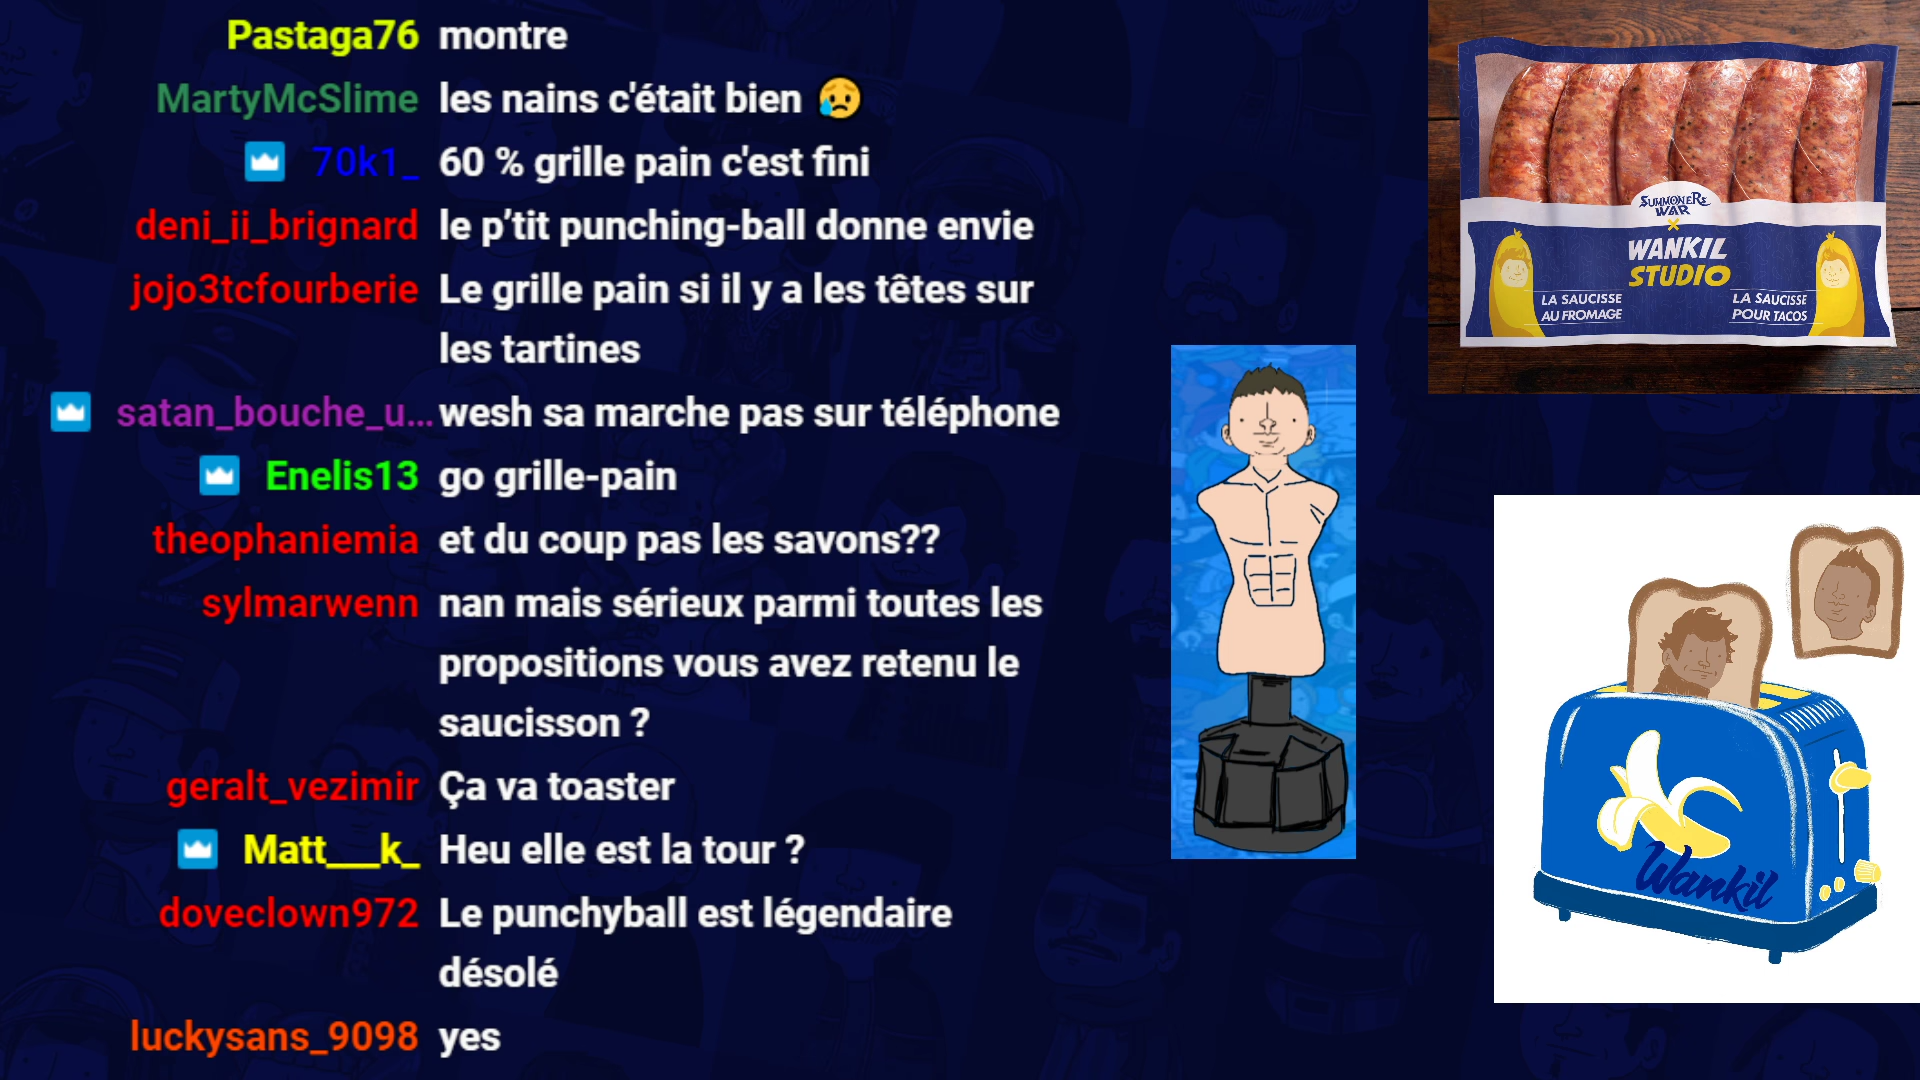 Pastaga76 montre
MartyMcSlime les nains c'était bien 😥
70k1_ 60 % grille pain c'est fini
deni_ii_brignard le p’tit punching-ball donne envie
jojo3tcfourberie Le grille pain si il y a les têtes sur
les tartines
satan_bouche_u... wesh sa marche pas sur téléphone
Enelis13 go grille-pain
theophaniemia et du coup pas les savons??
sylmarwenn nan mais sérieux parmi toutes les
propositions vous avez retenu le
saucisson ?
geralt_vezimir Ça va toaster
Matt___k_ Heu elle est la tour ?
doveclown972 Le punchyball est légendaire
désolé
luckysans_9098 yes
SUMMONERS
WAR
X
WANKIL
STUDIO
LA SAUCISSE
AU FROMAGE
LA SAUCISSE
POUR TACOS
Wankil